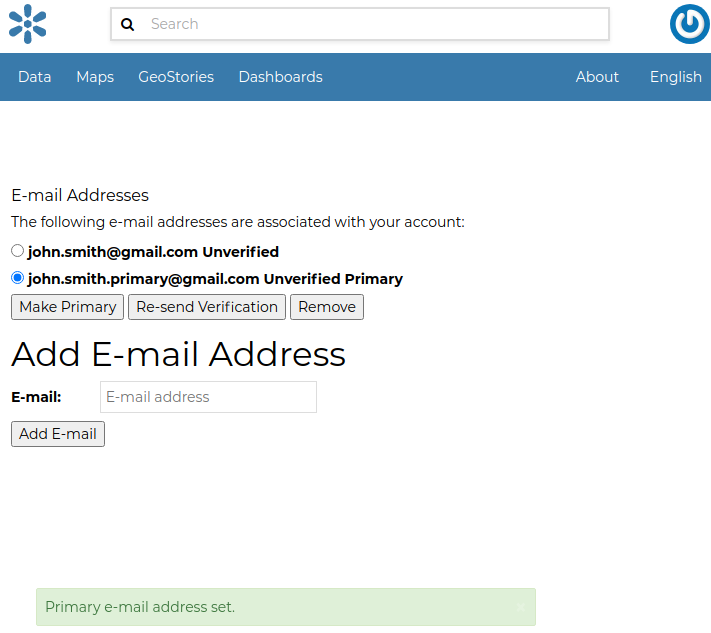 Search
Data Maps GeoStories Dashboards About English
E-mail Addresses
The following e-mail addresses are associated with your account:
john.smith@gmail.com Unverified
john.smith.primary@gmail.com Unverified Primary
Make Primary Re-send Verification Remove
Add E-mail Address
E-mail: E-mail address
Add E-mail
Primary e-mail address set.